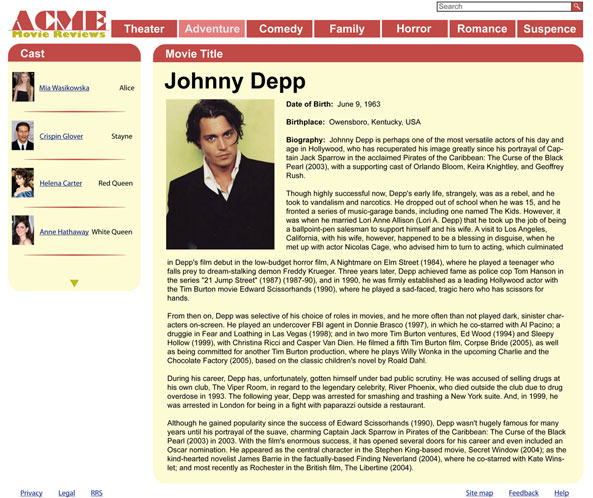 Search
ACME
Movie Reviews
Theater Adventure Comedy Family Horror Romance Suspense
Cast
Mia Wasikowska Alice
Crispin Glover Stayne
Helena Carter Red Queen
Anne Hathaway White Queen
Movie Title
Johnny Depp
Date of Birth: June 9, 1963
Birthplace: Owensboro, Kentucky, USA
Biography: Johnny Depp is perhaps one of the most versatile actors of his day and
age in Hollywood, who has recuperated his image greatly since his portrayal of Cap-
tain Jack Sparrow in the acclaimed Pirates of the Caribbean: The Curse of the Black
Pearl (2003), with a supporting cast of Orlando Bloom, Keira Knightley, and Geoffrey
Rush.
Though highly successful now, Depp's early life, strangely, was as a rebel, and he
took to vandalism and narcotics. He dropped out of school when he was 15, and he
fronted a series of music-garage bands, including one named The Kids. However, it
was when he married Lori Anne Allison (Lori A. Depp) that he took up the job of being
a ballpoint-pen salesman to support himself and his wife. A visit to Los Angeles,
California, with his wife, however, happened to be a blessing in disguise, when he
met up with actor Nicolas Cage, who advised him to turn to acting, which culminated
in Depp's film debut in the low-budget horror film, A Nightmare on Elm Street (1984), where he played a teenager who
falls prey to dream-stalking demon Freddy Krueger. Three years later, Depp achieved fame as police cop Tom Hanson in
the series "21 Jump Street" (1987) (1987-90), and in 1990, he was firmly established as a leading Hollywood actor with
the Tim Burton movie Edward Scissorhands (1990), where he played a sad-faced, tragic hero who has scissors for
hands.
From then on, Depp was selective of his choice of roles in movies, and he more often than not played dark, sinister char-
acters on-screen. He played an undercover FBI agent in Donnie Brasco (1997), in which he co-starred with Al Pacino; a
druggie in Fear and Loathing in Las Vegas (1998); and in two more Tim Burton ventures, Ed Wood (1994) and Sleepy
Hollow (1999), with Christina Ricci and Casper Van Dien. He filmed a fifth Tim Burton film, Corpse Bride (2005), as well
as being committed for another Tim Burton production, where he plays Willy Wonka in the upcoming Charlie and the
Chocolate Factory (2005), based on the classic children's novel by Roald Dahl.
During his career, Depp has, unfortunately, gotten himself under bad public scrutiny. He was accused of selling drugs at
his own club, The Viper Room, in regard to the legendary celebrity, River Phoenix, who died outside the club due to drug
overdose in 1993. The following year, Depp was arrested for smashing and trashing a New York suite. And, in 1999, he
was arrested in London for being in a fight with paparazzi outside a restaurant.
Although he gained popularity since the success of Edward Scissorhands (1990), Depp wasn't hugely famous for many
years until his portrayal of the suave, charming Captain Jack Sparrow in Pirates of the Caribbean: The Curse of the Black
Pearl (2003) in 2003. With the film's enormous success, it has opened several doors for his career and even included an
Oscar nomination. He appeared as the central character in the Stephen King-based movie, Secret Window (2004); as the
kind-hearted novelist James Barrie in the factually-based Finding Neverland (2004), where he co-starred with Kate Wins-
let; and most recently as Rochester in the British film, The Libertine (2004).
Privacy Legal RRS Site map Feedback Help